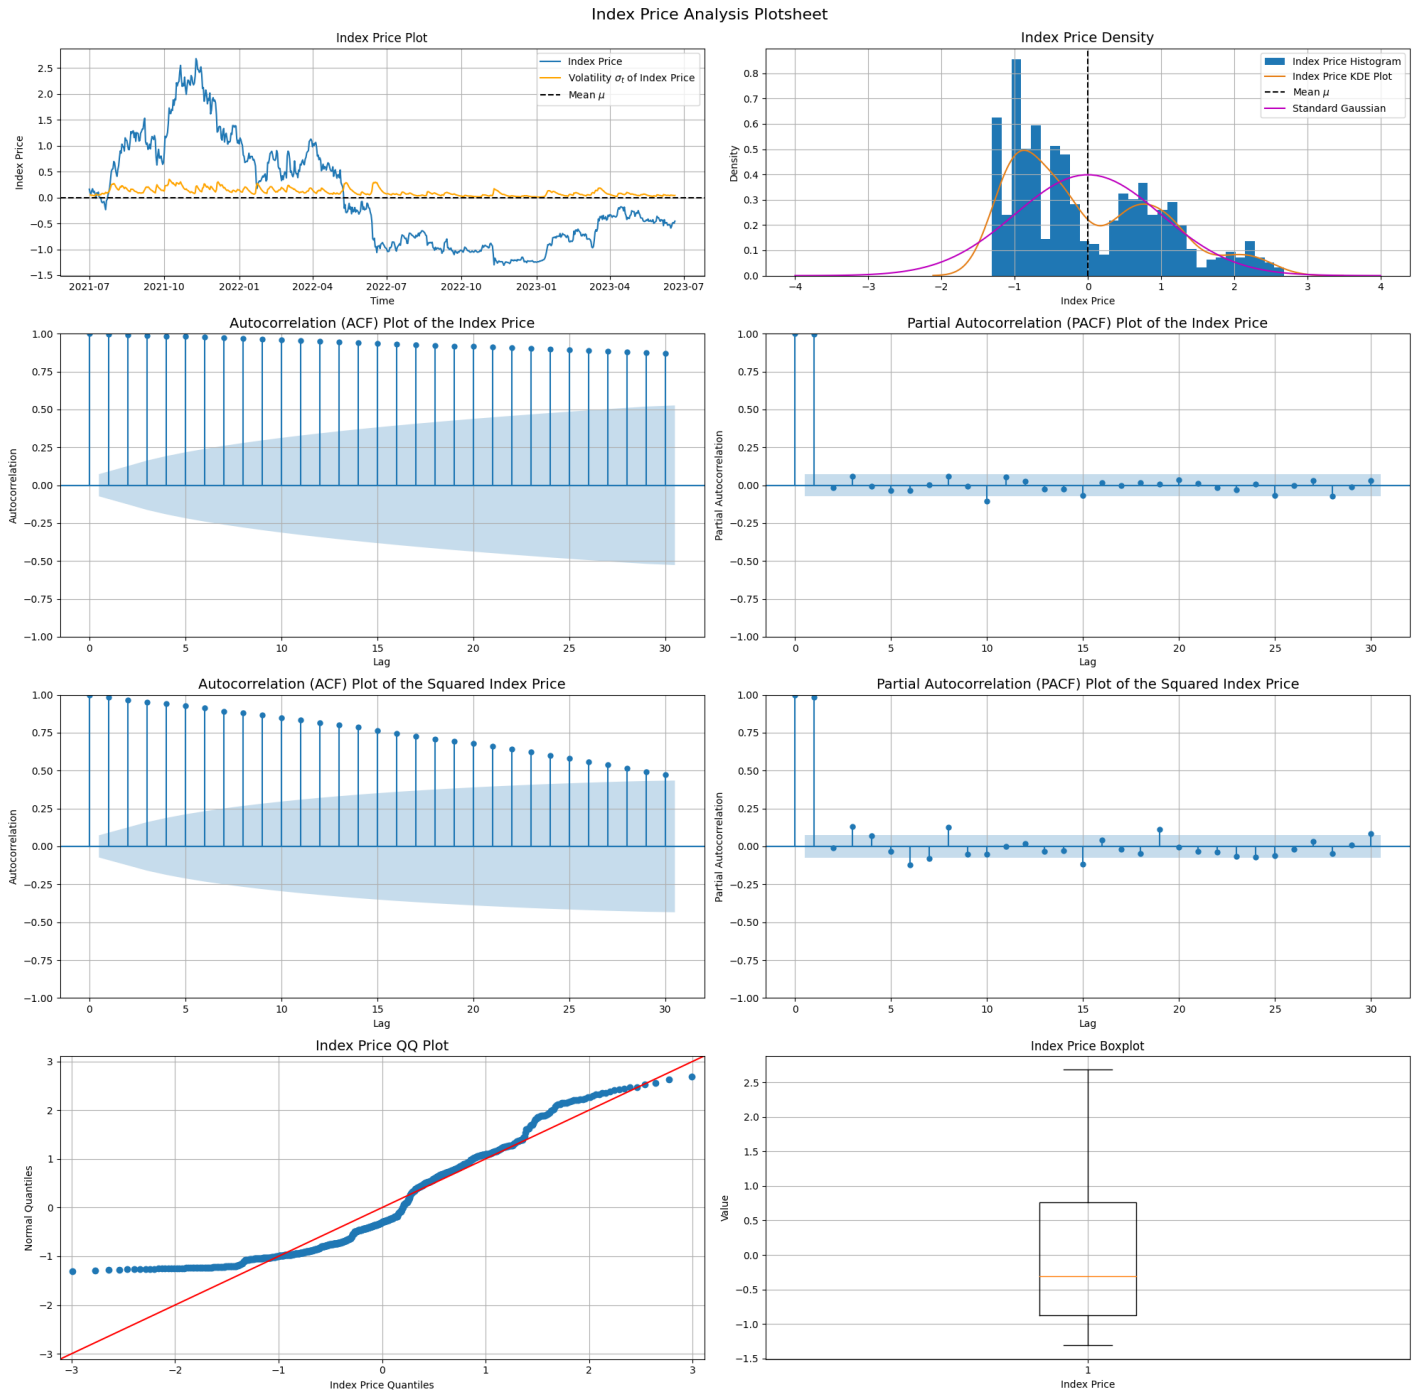 Index Price Analysis Plotsheet
Index Price Plot
Index Price
Volatility σt of Index Price
Mean μ
Index Price
2.5
2.0
1.5
1.0
0.5
0.0
−0.5
−1.0
−1.5
2021-07 2021-10 2022-01 2022-04 2022-07 2022-10 2023-01 2023-04 2023-07
Time
Index Price Density
Index Price Histogram
Index Price KDE Plot
Mean μ
Standard Gaussian
Density
0.8
0.7
0.6
0.5
0.4
0.3
0.2
0.1
0.0
−4 −3 −2 −1 0 1 2 3 4
Index Price
Autocorrelation (ACF) Plot of the Index Price
Autocorrelation
1.00
0.75
0.50
0.25
0.00
−0.25
−0.50
−0.75
−1.00
0 5 10 15 20 25 30
Lag
Partial Autocorrelation (PACF) Plot of the Index Price
Partial Autocorrelation
1.00
0.75
0.50
0.25
0.00
−0.25
−0.50
−0.75
−1.00
0 5 10 15 20 25 30
Lag
Autocorrelation (ACF) Plot of the Squared Index Price
Autocorrelation
1.00
0.75
0.50
0.25
0.00
−0.25
−0.50
−0.75
−1.00
0 5 10 15 20 25 30
Lag
Partial Autocorrelation (PACF) Plot of the Squared Index Price
Partial Autocorrelation
1.00
0.75
0.50
0.25
0.00
−0.25
−0.50
−0.75
−1.00
0 5 10 15 20 25 30
Lag
Index Price QQ Plot
Normal Quantiles
3
2
1
0
−1
−2
−3
−3 −2 −1 0 1 2 3
Index Price Quantiles
Index Price Boxplot
Value
2.5
2.0
1.5
1.0
0.5
0.0
−0.5
−1.0
−1.5
1
Index Price